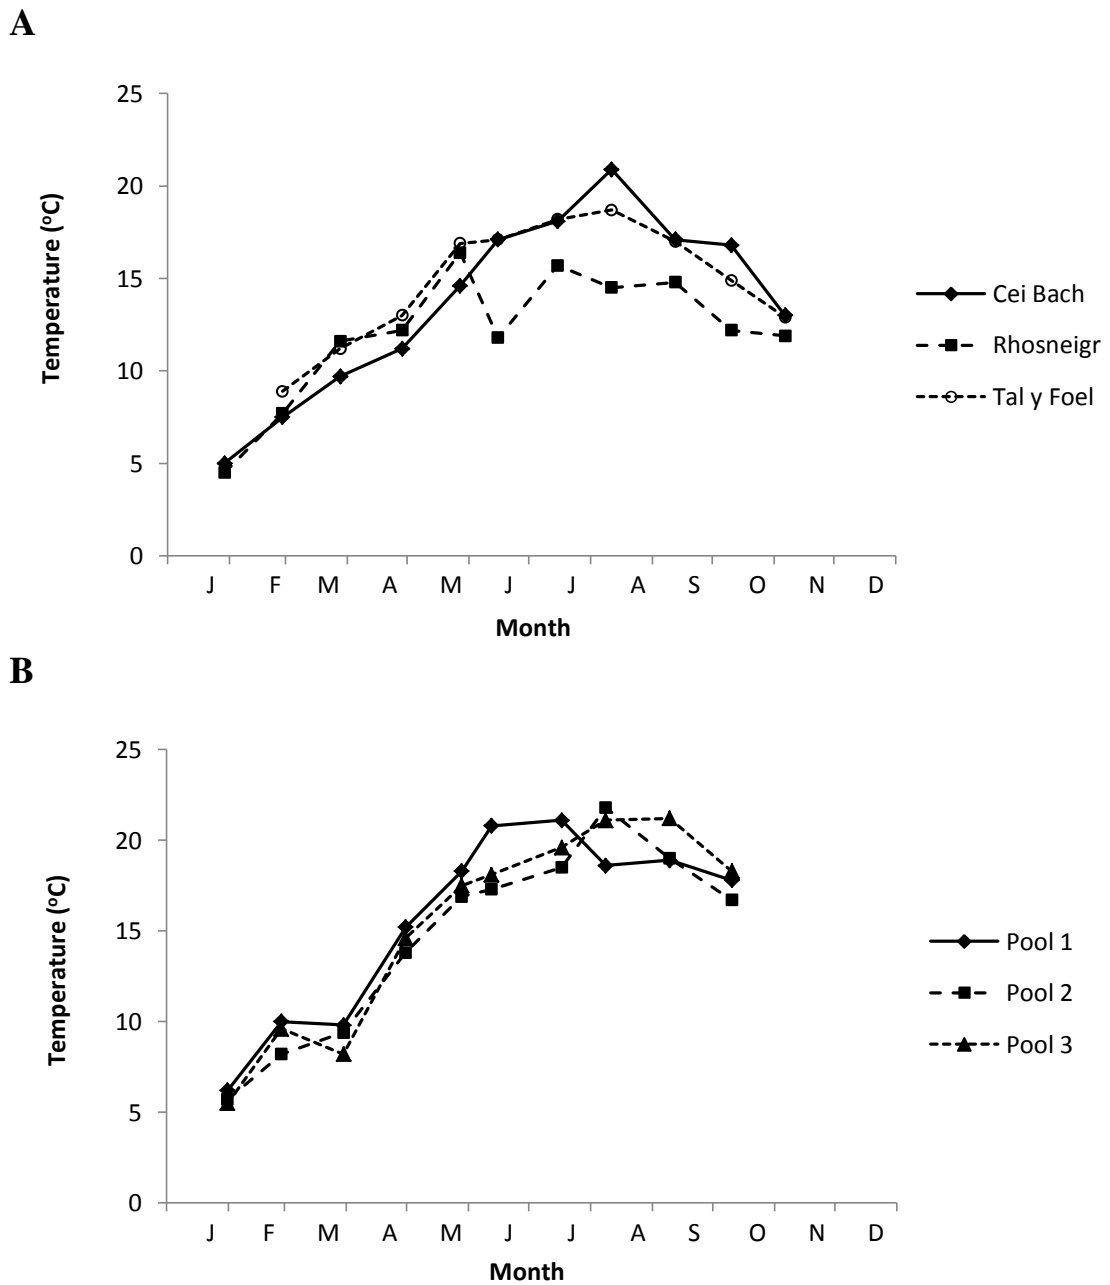 A
25
20
15
10
5
0
Temperature (ºC)
J F M A M J J A S O N D
Month
Cei Bach
Rhosneigr
Tal y Foel
B
25
20
15
10
5
0
Temperature (ºC)
J F M A M J J A S O N D
Month
Pool 1
Pool 2
Pool 3